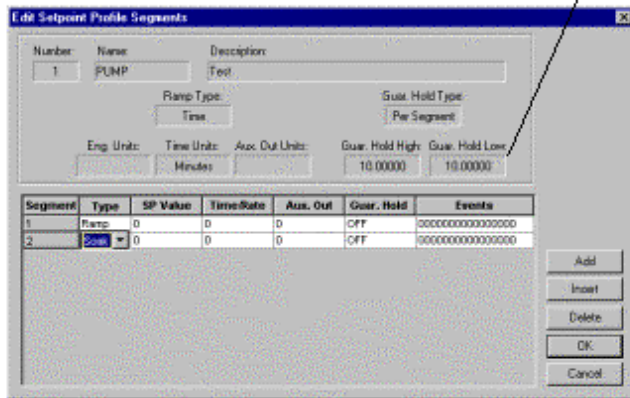 Edit Setpoint Profile Segments
Number: Name: Description:
1 PUMP Test
Ramp Type: Guar. Hold Type:
Time Per Segment
Eng. Units: Time Units: Aux. Out Units: Guar. Hold High: Guar. Hold Low:
Minutes 10.00000 10.00000
Segment Type SP Value Time/Rate Aux. Out Guar. Hold Events
1 Ramp 0 0 0 OFF 0000000000000000
2 Soak 0 0 0 OFF 0000000000000000
Add
Insert
Delete
OK
Cancel